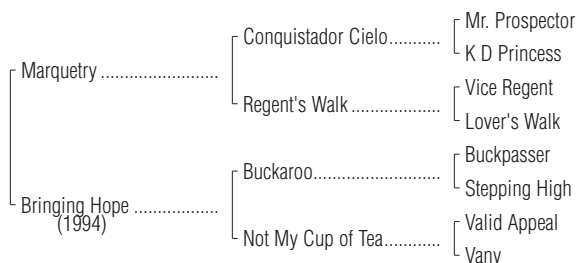 Mr. Prospector
Conquistador Cielo...........
K D Princess
Marquetry .........................
Vice Regent
Regent's Walk ...................
Lover's Walk
Buckpasser
Buckaroo...........................
Stepping High
Bringing Hope ..................
(1994)
Valid Appeal
Not My Cup of Tea............
Vany